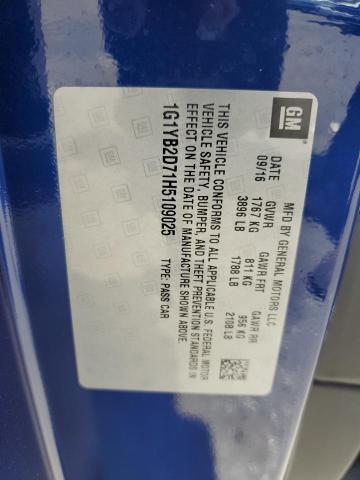 GM
MFD BY GENERAL MOTORS LLC
DATE GVWR GAWR FRT GAWR RR
09/16 1767 KG 811 KG 956 KG
3896 LB 1788 LB 2108 LB
THIS VEHICLE CONFORMS TO ALL APPLICABLE U.S. FEDERAL MOTOR
VEHICLE SAFETY, BUMPER, AND THEFT PREVENTION STANDARDS IN
EFFECT ON THE DATE OF MANUFACTURE SHOWN ABOVE.
1G1YB2D71H5109025 TYPE: PASS CAR